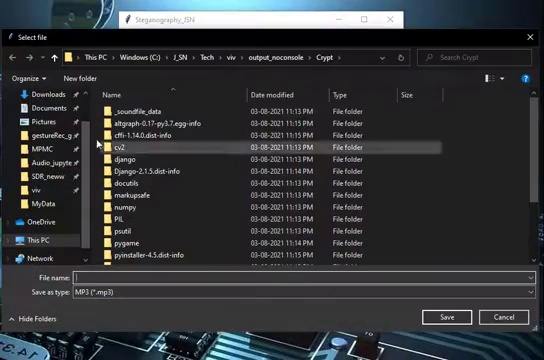 Steganography_JSN
Select file
This PC > Windows (C:) > J_SN > Tech > viv > output_noconsole > Crypt >
Search Crypt
Organize
New folder
Name
Date modified
Type
Size
Downloads
Documents
Pictures
gestureRec_g
MPMC
Audio_jupyte
SDR_neww
viv
MyData
OneDrive
This PC
Network
_soundfile_data 03-08-2021 11:13 PM File folder
altgraph-0.17-py3.7.egg-info 03-08-2021 11:15 PM File folder
cffi-1.14.0.dist-info 03-08-2021 11:15 PM File folder
cv2 03-08-2021 11:13 PM File folder
django 03-08-2021 11:13 PM File folder
Django-2.1.5.dist-info 03-08-2021 11:14 PM File folder
docutils 03-08-2021 11:13 PM File folder
markupsafe 03-08-2021 11:13 PM File folder
numpy 03-08-2021 11:13 PM File folder
PIL 03-08-2021 11:13 PM File folder
psutil 03-08-2021 11:13 PM File folder
pygame 03-08-2021 11:14 PM File folder
pyinstaller-4.5.dist-info 03-08-2021 11:15 PM File folder
File name:
Save as type: MP3 (*.mp3)
Hide Folders
Save
Cancel